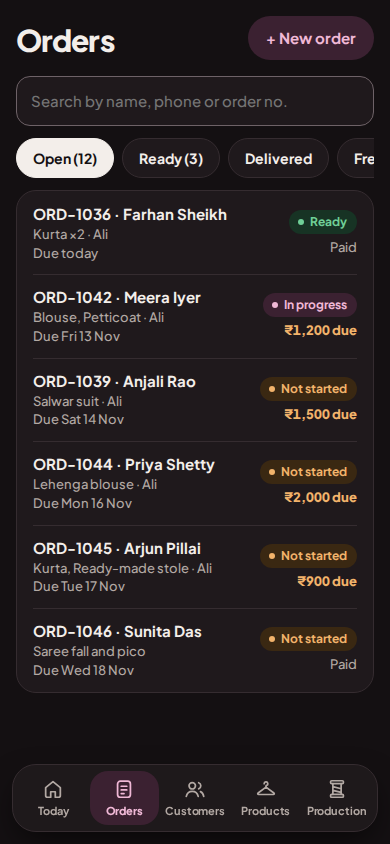 Orders
+ New order
Search by name, phone or order no.
Open (12)
Ready (3)
Delivered
Fre
ORD-1036 · Farhan Sheikh
Kurta ×2 · Ali
Due today
Ready
Paid
ORD-1042 · Meera Iyer
Blouse, Petticoat · Ali
Due Fri 13 Nov
In progress
₹1,200 due
ORD-1039 · Anjali Rao
Salwar suit · Ali
Due Sat 14 Nov
Not started
₹1,500 due
ORD-1044 · Priya Shetty
Lehenga blouse · Ali
Due Mon 16 Nov
Not started
₹2,000 due
ORD-1045 · Arjun Pillai
Kurta, Ready-made stole · Ali
Due Tue 17 Nov
Not started
₹900 due
ORD-1046 · Sunita Das
Saree fall and pico
Due Wed 18 Nov
Not started
Paid
Today
Orders
Customers
Products
Production